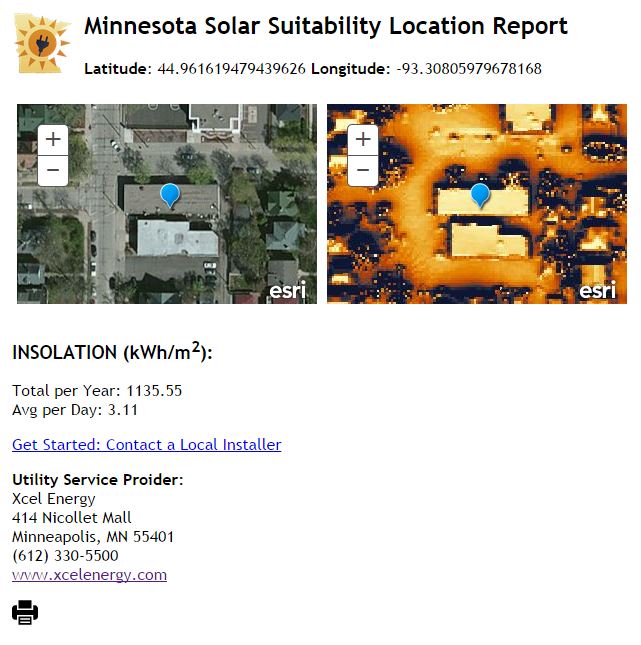 Minnesota Solar Suitability Location Report
Latitude: 44.961619479439626 Longitude: -93.30805979678168
+
−
esri
+
−
esri
INSOLATION (kWh/m²):
Total per Year: 1135.55
Avg per Day: 3.11
Get Started: Contact a Local Installer
Utility Service Proider:
Xcel Energy
414 Nicollet Mall
Minneapolis, MN 55401
(612) 330-5500
www.xcelenergy.com